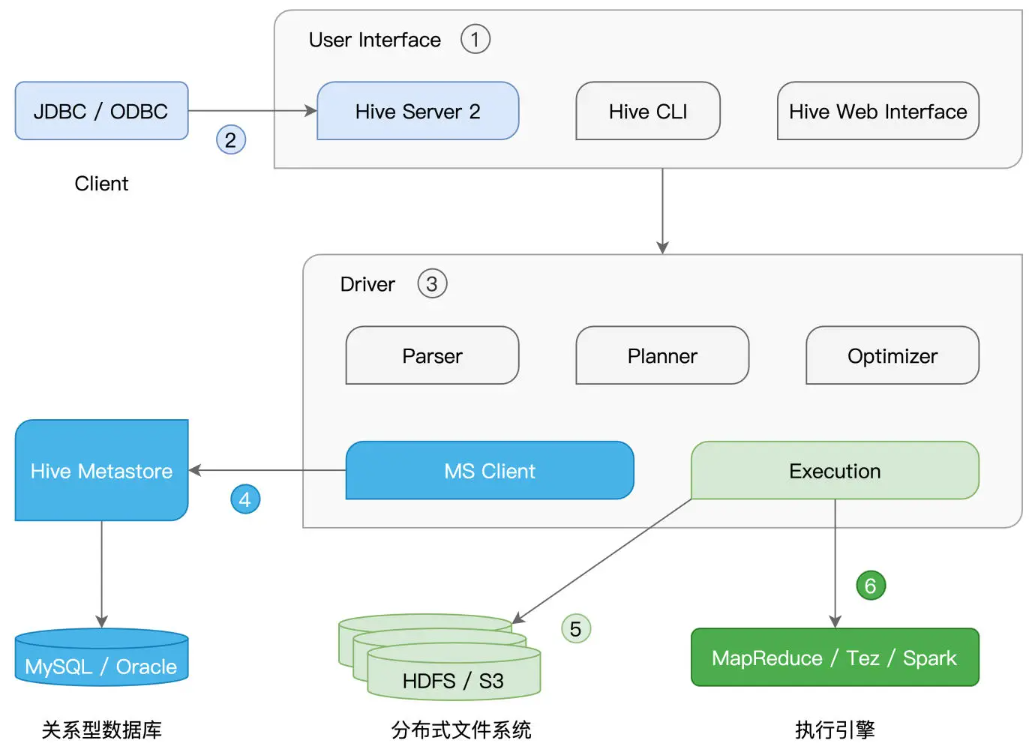 User Interface ①
JDBC / ODBC
Hive Server 2
Hive CLI
Hive Web Interface
②
Client
Driver ③
Parser
Planner
Optimizer
Hive Metastore
MS Client
Execution
④
⑤
⑥
MySQL / Oracle
HDFS / S3
MapReduce / Tez / Spark
关系型数据库
分布式文件系统
执行引擎